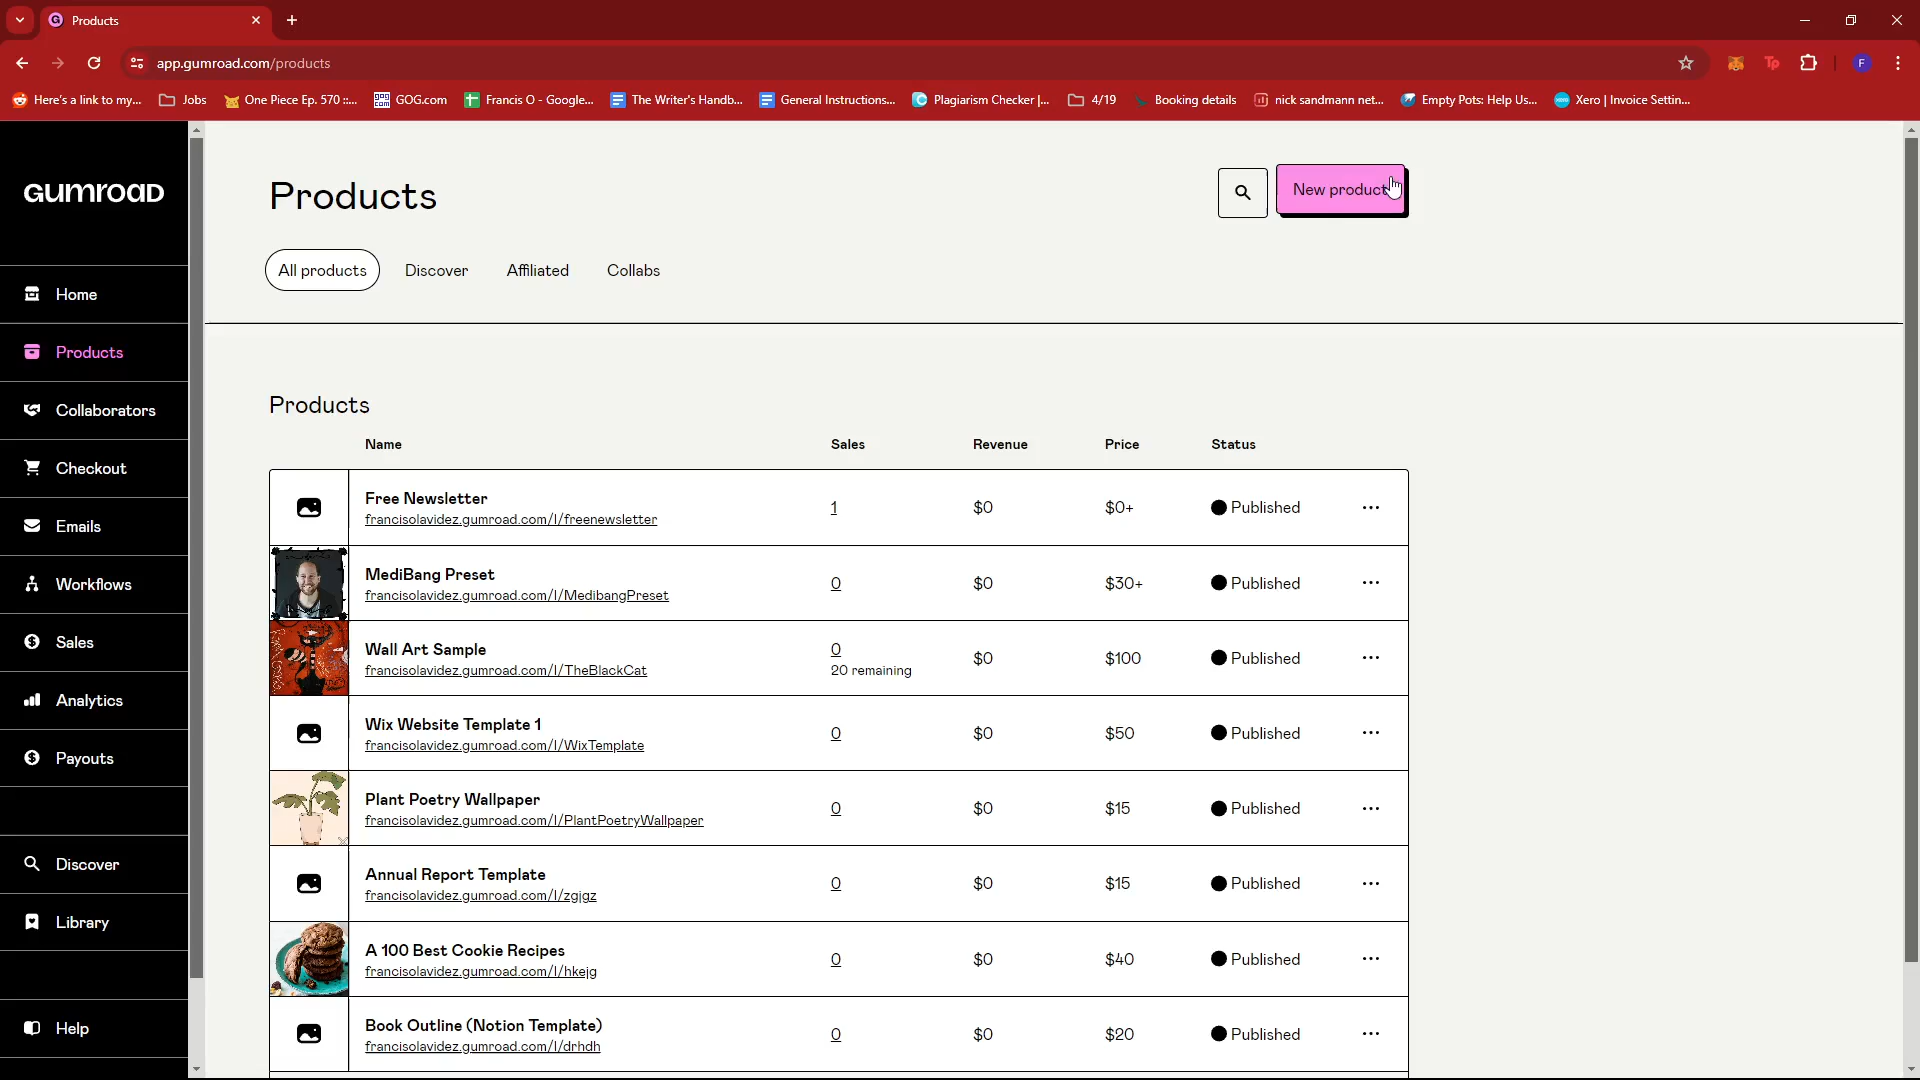 Products
app.gumroad.com/products
Here's a link to my...
Jobs
One Piece Ep. 570 ::...
GOG.com
Francis O - Google...
The Writer's Handb...
General Instructions...
Plagiarism Checker |...
4/19
Booking details
nick sandmann net...
Empty Pots: Help Us...
Xero | Invoice Settin...
GUMROAD
Home
Products
Collaborators
Checkout
Emails
Workflows
Sales
Analytics
Payouts
Discover
Library
Help
Products
New product
All products
Discover
Affiliated
Collabs
Products
Name Sales Revenue Price Status
Free Newsletter
francisolavidez.gumroad.com/l/freenewsletter
1 $0 $0+ Published
MediBang Preset
francisolavidez.gumroad.com/l/MedibangPreset
0 $0 $30+ Published
Wall Art Sample
francisolavidez.gumroad.com/l/TheBlackCat
0
20 remaining
$0 $100 Published
Wix Website Template 1
francisolavidez.gumroad.com/l/WixTemplate
0 $0 $50 Published
Plant Poetry Wallpaper
francisolavidez.gumroad.com/l/PlantPoetryWallpaper
0 $0 $15 Published
Annual Report Template
francisolavidez.gumroad.com/l/zgjgz
0 $0 $15 Published
A 100 Best Cookie Recipes
francisolavidez.gumroad.com/l/hkejg
0 $0 $40 Published
Book Outline (Notion Template)
francisolavidez.gumroad.com/l/drhdh
0 $0 $20 Published